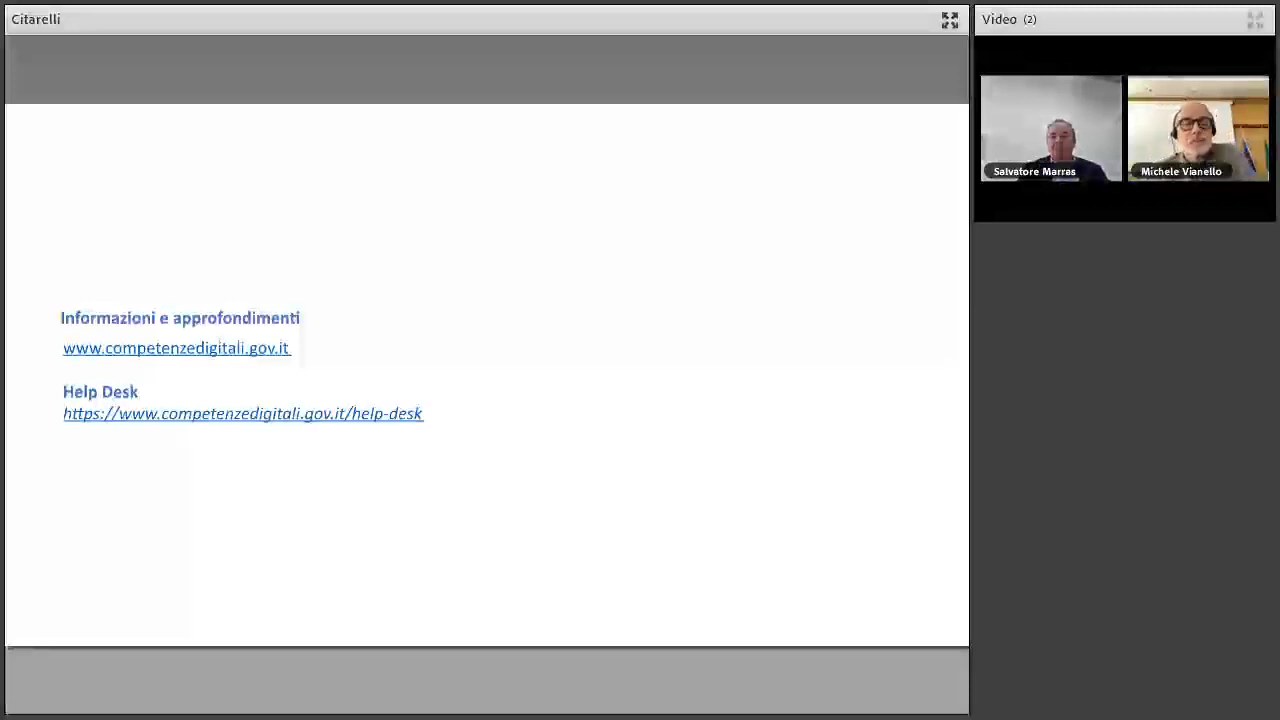 Citarelli
Video (2)
Salvatore Marras
Michele Vianello
Informazioni e approfondimenti
www.competenzedigitali.gov.it
Help Desk
https://www.competenzedigitali.gov.it/help-desk